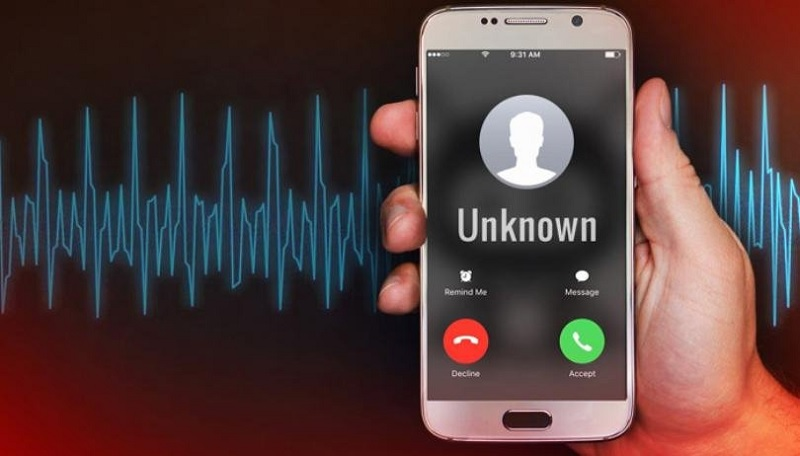 9:31 AM
Unknown
Remind Me
Message
Decline
Accept